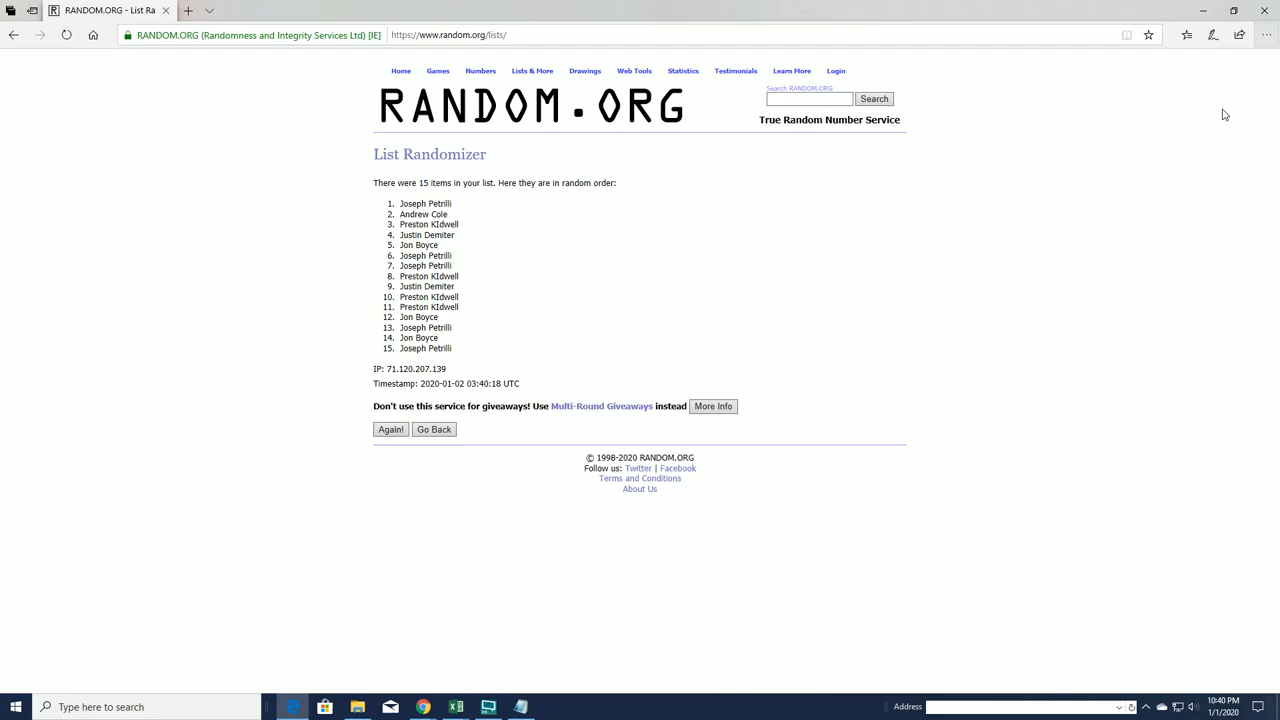 RANDOM.ORG - List Ra
RANDOM.ORG (Randomness and Integrity Services Ltd) [IE]
https://www.random.org/lists/
Home Games Numbers Lists & More Drawings Web Tools Statistics Testimonials Learn More Login
Search RANDOM.ORG
RANDOM.ORG
Search
True Random Number Service
List Randomizer
There were 15 items in your list. Here they are in random order:
1. Joseph Petrilli
2. Andrew Cole
3. Preston KIdwell
4. Justin Demiter
5. Jon Boyce
6. Joseph Petrilli
7. Joseph Petrilli
8. Preston KIdwell
9. Justin Demiter
10. Preston KIdwell
11. Preston KIdwell
12. Jon Boyce
13. Joseph Petrilli
14. Jon Boyce
15. Joseph Petrilli
IP: 71.120.207.139
Timestamp: 2020-01-02 03:40:18 UTC
Don't use this service for giveaways! Use Multi-Round Giveaways instead More Info
Again! Go Back
© 1998-2020 RANDOM.ORG
Follow us: Twitter | Facebook
Terms and Conditions
About Us
Type here to search
Address
10:40 PM
1/1/2020